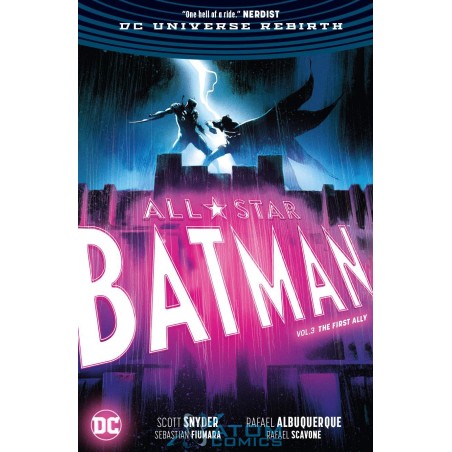 "One hell of a ride." NERDIST
DC UNIVERSE REBIRTH
ALL★STAR
BATMAN
VOL.3 THE FIRST ALLY
DC
SCOTT SNYDER
RAFAEL ALBUQUERQUE
SEBASTIAN FIUMARA
RAFAEL SCAVONE
ATOM
COMICS